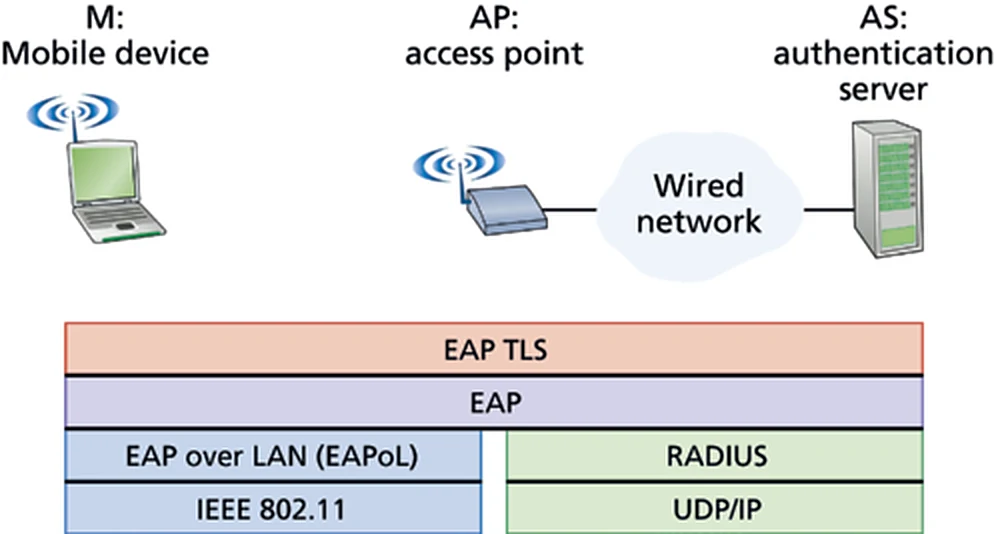 M:
Mobile device
AP:
access point
AS:
authentication
server
Wired
network
EAP TLS
EAP
EAP over LAN (EAPoL)
RADIUS
IEEE 802.11
UDP/IP